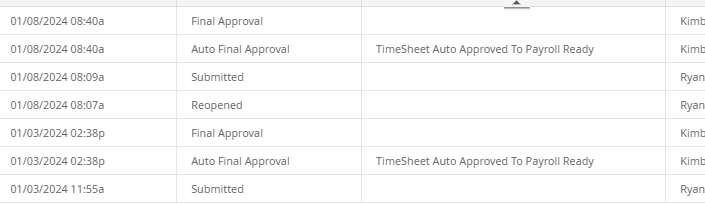 01/08/2024 08:40a Final Approval Kimb
01/08/2024 08:40a Auto Final Approval TimeSheet Auto Approved To Payroll Ready Kimb
01/08/2024 08:09a Submitted Ryan
01/08/2024 08:07a Reopened Ryan
01/03/2024 02:38p Final Approval Kimb
01/03/2024 02:38p Auto Final Approval TimeSheet Auto Approved To Payroll Ready Kimb
01/03/2024 11:55a Submitted Ryan